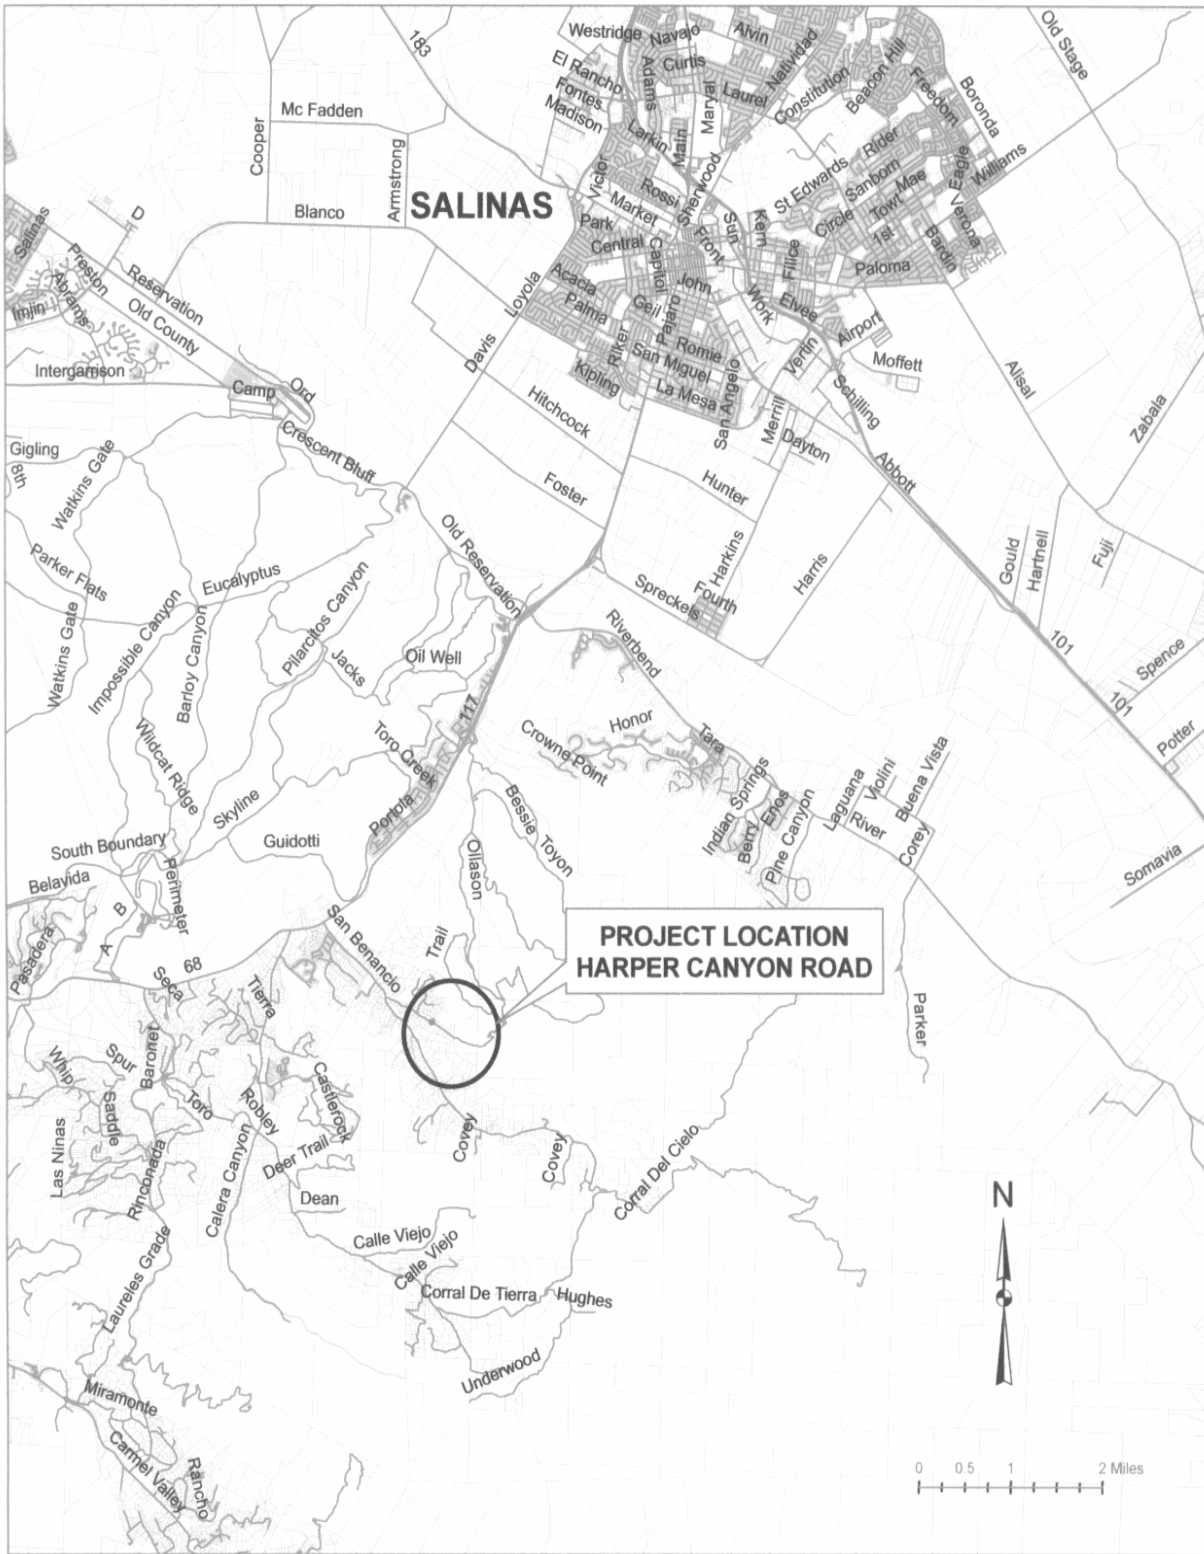 183
Westridge
Navajo
Alvin
Old Stage
El Rancho
Adams
Curtis
Natividad
Fontes
Madison
Laurel
Constitution
Beacon Hill
Freedom
Boronda
Mc Fadden
Cooper
Armstrong
Larkin
Main
Maryal
Victor
Rossi
Sherwood
St Edwards
Rider
Sanborn
Mae
Eagle
Williams
SALINAS
Blanco
D
Market
Park
Central
Capitol
Front
Sun
Kern
Circle
Towt
1st
Verona
Bardin
Salinas
Preston
Abrams
Imjin
Reservation
Old County
Loyola
Acacia
Palma
Geil
John
Pajaro
Work
Filice
Elvee
Paloma
Airport
Intergarrison
Camp
Ord
Davis
Riker
Romie
San Miguel
Kipling
La Mesa
San Angelo
Vertin
Moffett
Schilling
Alisal
Zabala
Hitchcock
Merrill
Dayton
Abbott
Crescent Bluff
Gigling
8th
Watkins Gate
Foster
Hunter
Old Reservation
Harkins
Harris
Gould
Hartnell
Fuji
Parker Flats
Eucalyptus
Spreckels
Fourth
Watkins Gate
Impossible Canyon
Barloy Canyon
Pilarcitos Canyon
Jacks
Oil Well
Riverbend
101
101
Spence
Potter
117
Honor
Crowne Point
Tara
Wildcat Ridge
Toro Creek
Portola
Skyline
Guidotti
Bessie
Toyon
Ollason
Indian Springs
Berry
Enos
Pine Canyon
Laguana
Violini
Buena Vista
River
Corey
Somavia
South Boundary
Belavida
Perimeter
B
A
Pasadera
68
San Benancio
Trail
PROJECT LOCATION
HARPER CANYON ROAD
Seca
Tierra
Parker
Whip
Spur
Baronet
Saddle
Toro
Robley
Castlerock
Las Ninas
Rinconada
Calera Canyon
Deer Trail
Dean
Covey
Covey
Corral Del Cielo
N
Laureles Grade
Calle Viejo
Calle Viejo
Corral De Tierra
Hughes
Underwood
Miramonte
Carmel Valley
Rancho
0 0.5 1 2 Miles